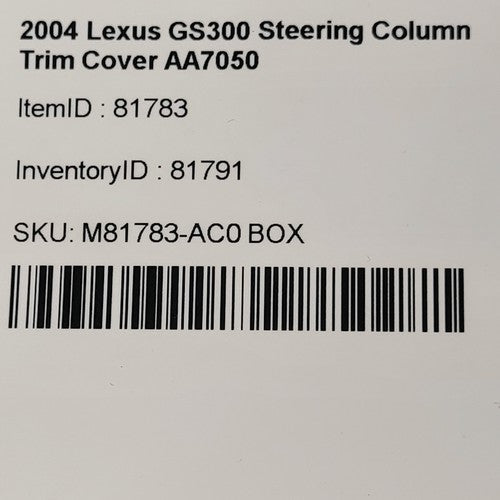 2004 Lexus GS300 Steering Column
Trim Cover AA7050
ItemID : 81783
InventoryID : 81791
SKU: M81783-AC0 BOX